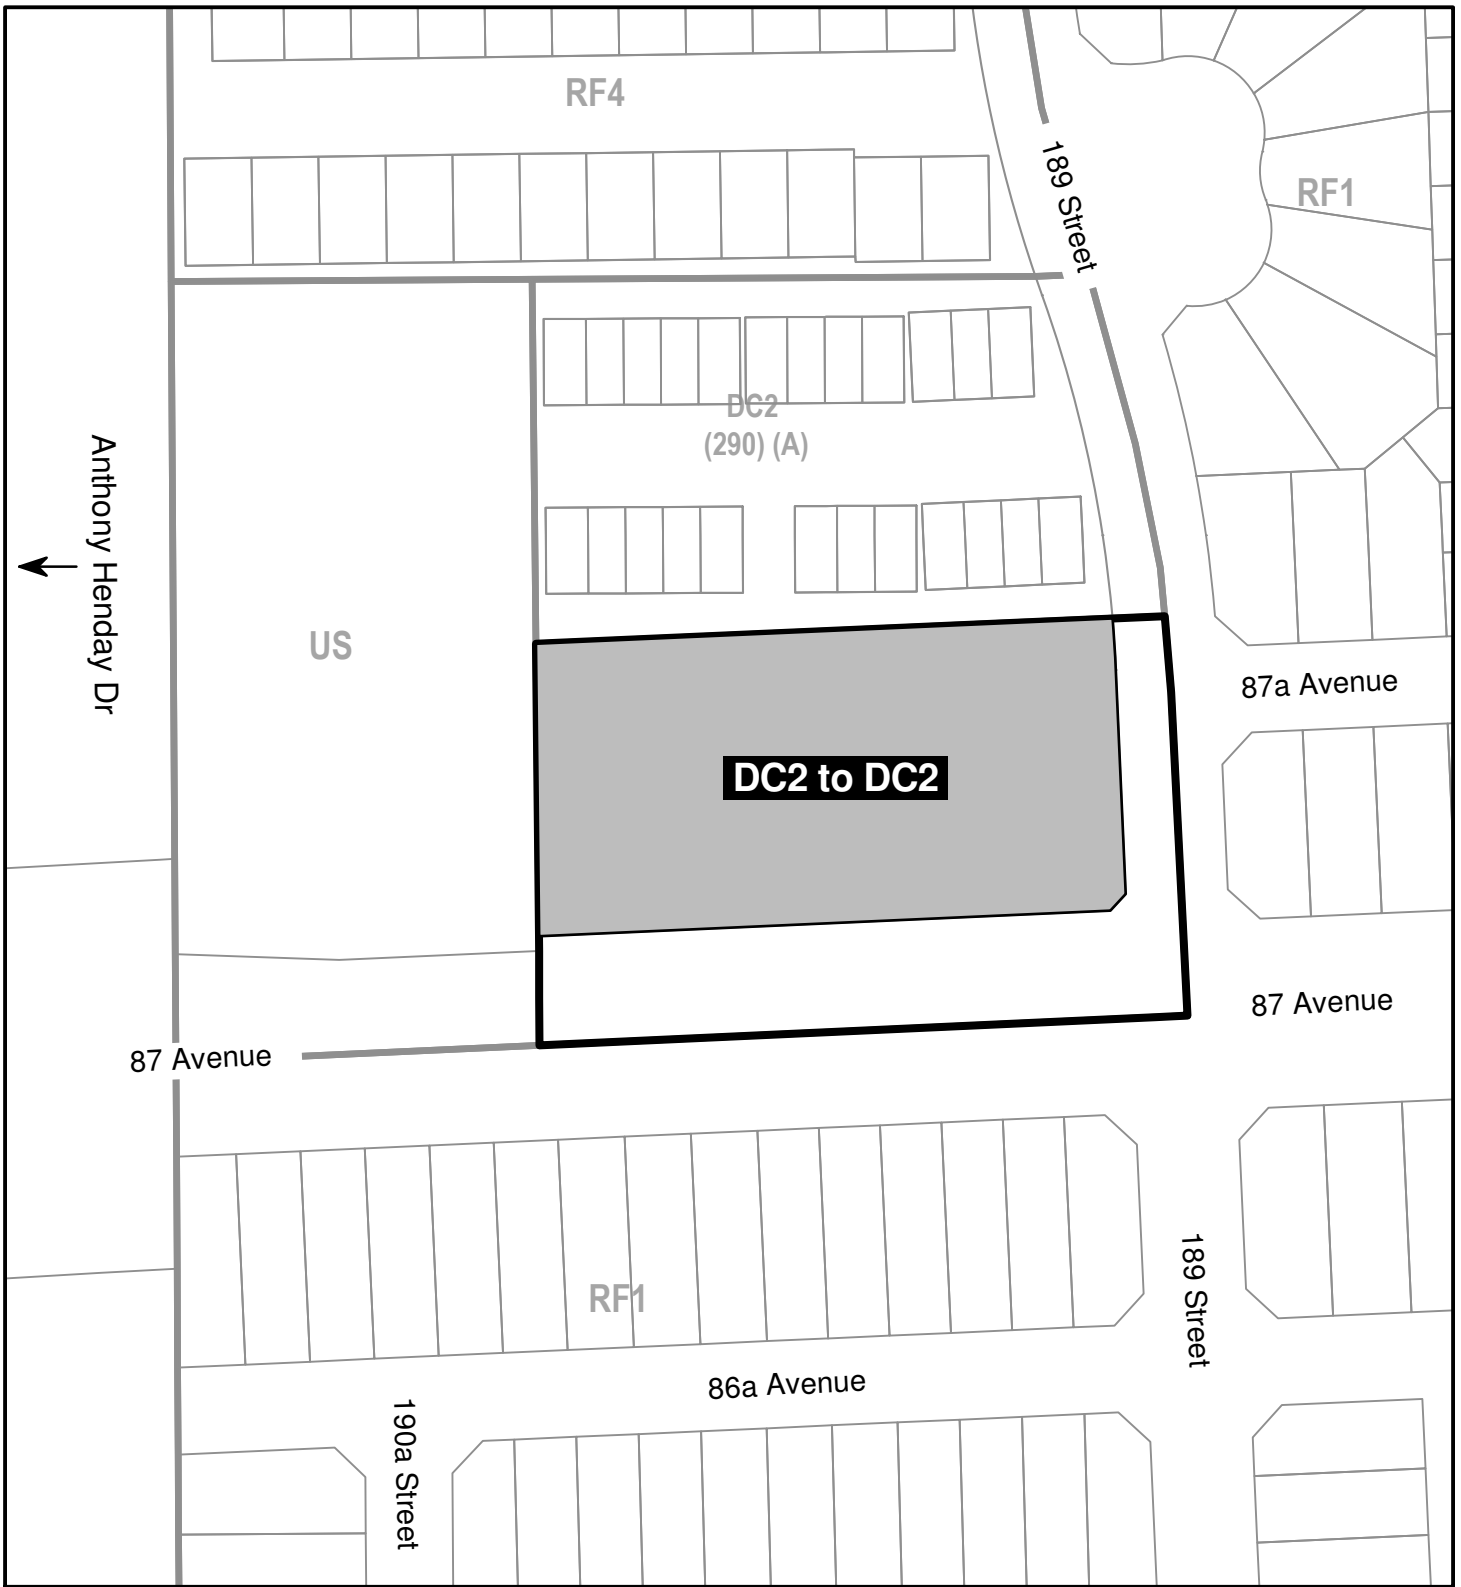 RF4
189 Street
RF1
DC2
(290) (A)
Anthony Henday Dr
US
87a Avenue
DC2 to DC2
87 Avenue
87 Avenue
189 Street
RF1
86a Avenue
190a Street